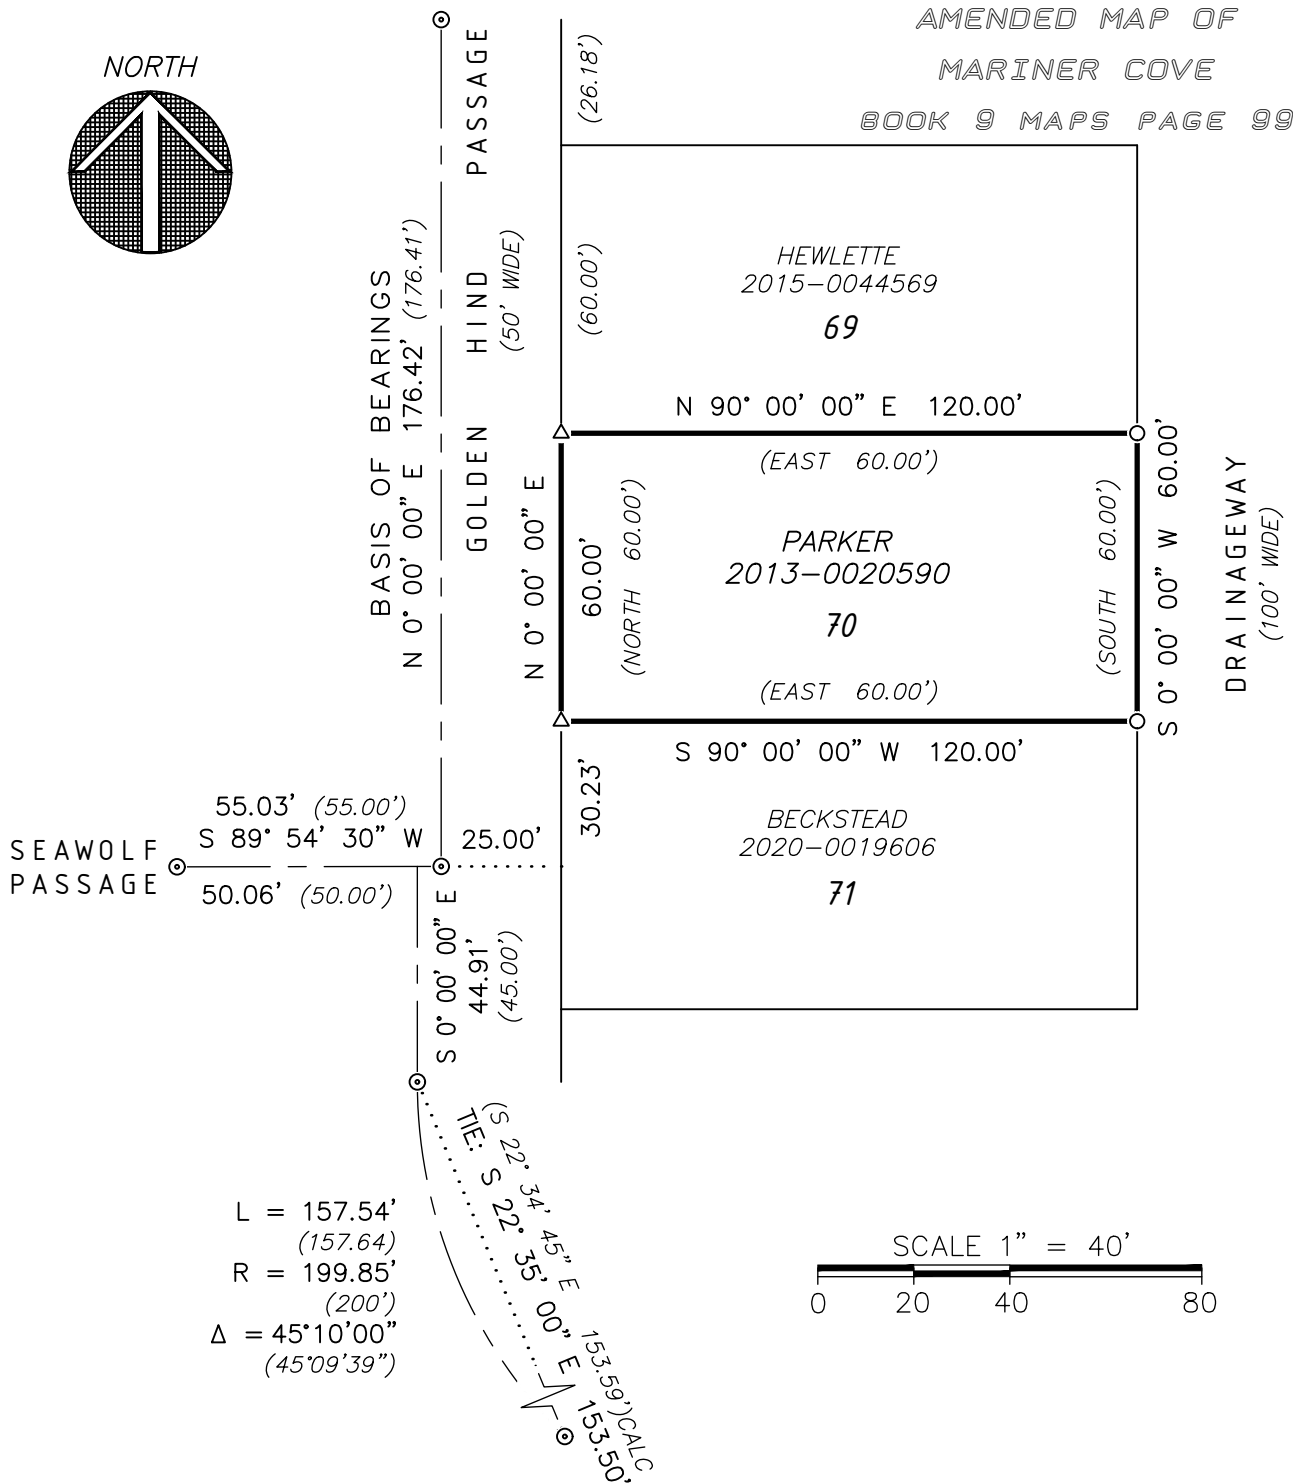 AMENDED MAP OF
MARINER COVE
BOOK 9 MAPS PAGE 99
NORTH
GOLDEN HIND PASSAGE
(50' WIDE)
BASIS OF BEARINGS
N 0° 00' 00" E 176.42' (176.41')
(26.18')
(60.00')
HEWLETTE
2015-0044569
69
N 90° 00' 00" E 120.00'
(EAST 60.00')
N 0° 00' 00" E
60.00'
(NORTH 60.00')
PARKER
2013-0020590
70
(SOUTH 60.00')
S 0° 00' 00" W 60.00'
DRAINAGEWAY
(100' WIDE)
(EAST 60.00')
S 90° 00' 00" W 120.00'
30.23'
BECKSTEAD
2020-0019606
71
55.03' (55.00')
S 89° 54' 30" W
25.00'
SEAWOLF
PASSAGE
50.06' (50.00')
S 0° 00' 00" E
44.91'
(45.00')
(S 22° 34' 45" E 153.59')CALC
TIE: S 22° 35' 00" E 153.50'
L = 157.54'
(157.64)
R = 199.85'
(200')
Δ = 45°10'00"
(45°09'39")
SCALE 1" = 40'
0 20 40 80